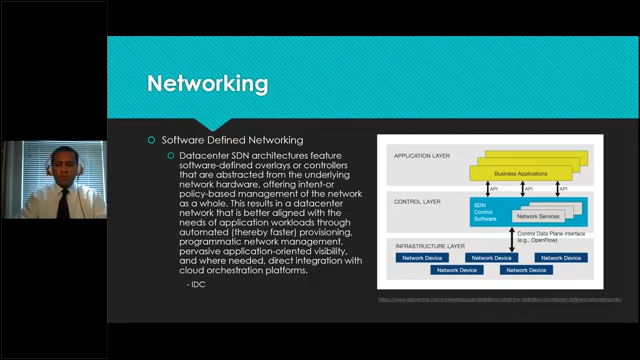 Networking
Software Defined Networking
Datacenter SDN architectures feature
software-defined overlays or controllers
that are abstracted from the underlying
network hardware, offering intent-or
policy-based management of the network
as a whole. This results in a datacenter
network that is better aligned with the
needs of application workloads through
automated (thereby faster) provisioning,
programmatic network management,
pervasive application-oriented visibility,
and where needed, direct integration with
cloud orchestration platforms.
- IDC
APPLICATION LAYER
Business Applications
API API API
CONTROL LAYER
SDN
Control
Software
Network Services
Control Data Plane interface
(e.g., OpenFlow)
INFRASTRUCTURE LAYER
Network Device Network Device Network Device
Network Device Network Device